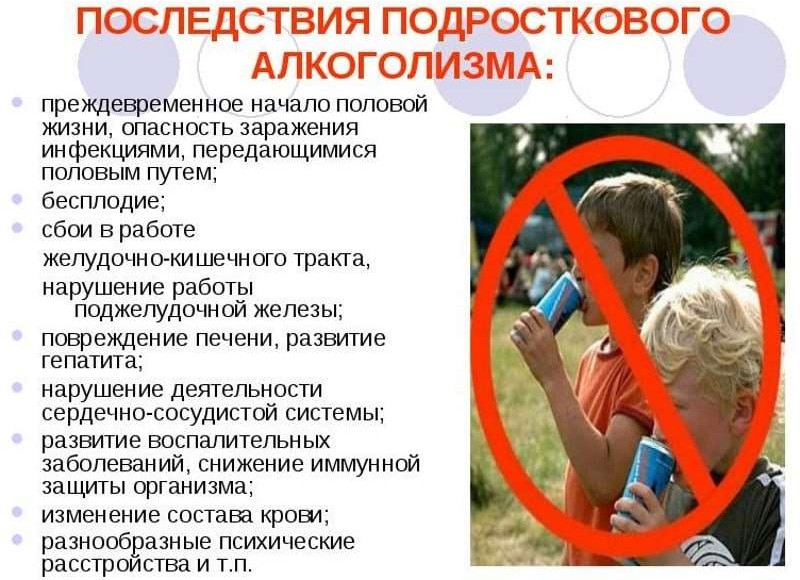 ПОСЛЕДСТВИЯ ПОДРОСТКОВОГО
АЛКОГОЛИЗМА:
преждевременное начало половой
жизни, опасность заражения
инфекциями, передающимися
половым путем;
бесплодие;
сбои в работе
желудочно-кишечного тракта,
нарушение работы
поджелудочной железы;
повреждение печени, развитие
гепатита;
нарушение деятельности
сердечно-сосудистой системы;
развитие воспалительных
заболеваний, снижение иммунной
защиты организма;
изменение состава крови;
разнообразные психические
расстройства и т.п.